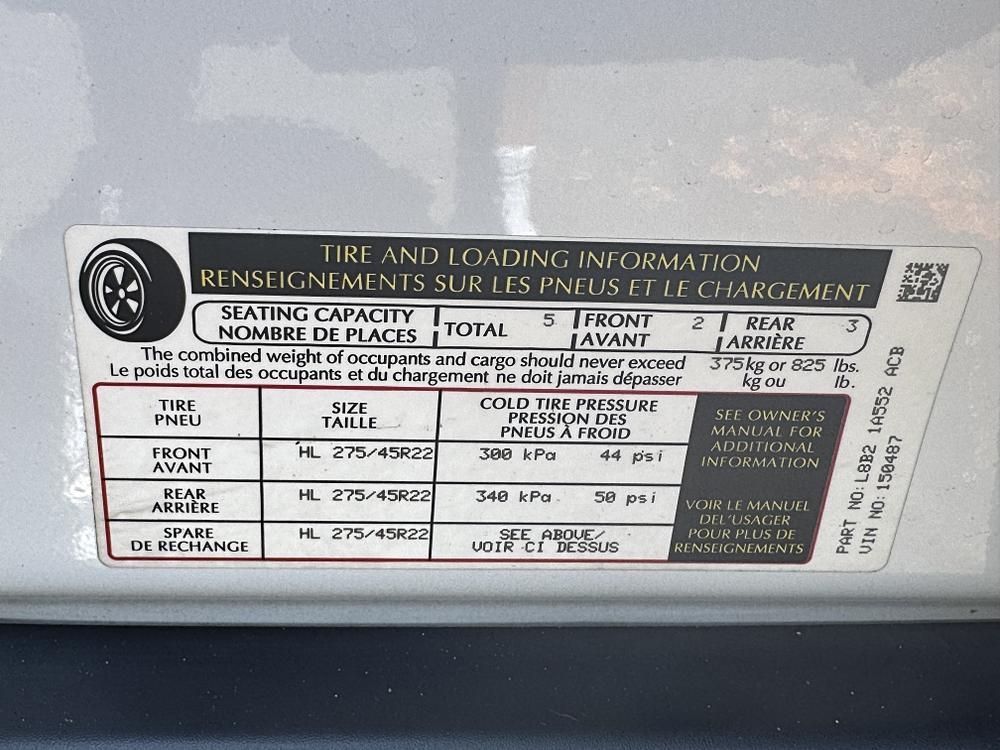 TIRE AND LOADING INFORMATION
RENSEIGNEMENTS SUR LES PNEUS ET LE CHARGEMENT
SEATING CAPACITY
NOMBRE DE PLACES
TOTAL 5
FRONT 2
AVANT
REAR 3
ARRIÈRE
The combined weight of occupants and cargo should never exceed 375 kg or 825 lbs.
Le poids total des occupants et du chargement ne doit jamais dépasser kg ou lb.
TIRE
PNEU
SIZE
TAILLE
COLD TIRE PRESSURE
PRESSION DES
PNEUS À FROID
FRONT
AVANT
HL 275/45R22
300 kPa 44 psi
REAR
ARRIÈRE
HL 275/45R22
340 kPa 50 psi
SPARE
DE RECHANGE
HL 275/45R22
SEE ABOVE/
VOIR CI DESSUS
SEE OWNER'S
MANUAL FOR
ADDITIONAL
INFORMATION
VOIR LE MANUEL
DEL'USAGER
POUR PLUS DE
RENSEIGNEMENTS
PART NO: L8B2 1A552 ACB
VIN NO: 150487